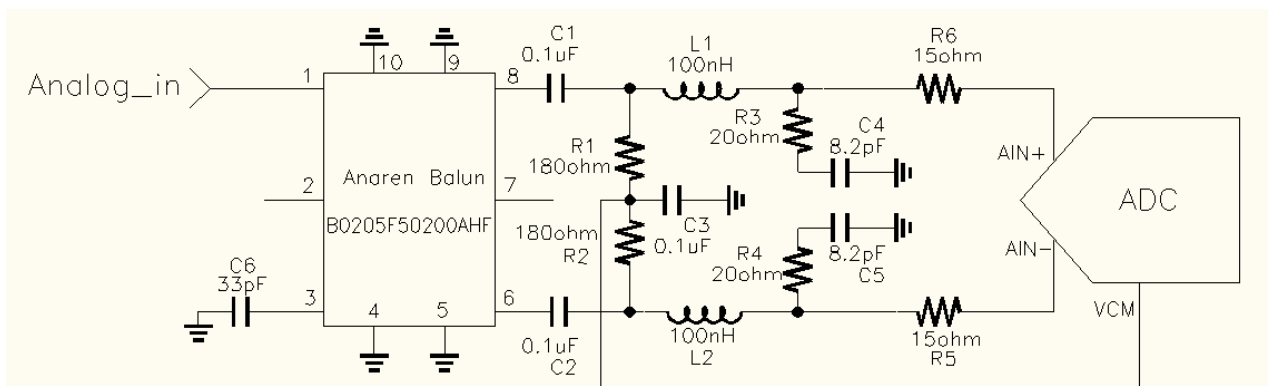 Analog_in
1
10
9
8
C1
0.1uF
L1
100nH
R6
15ohm
R1
180ohm
R3
20ohm
C4
8.2pF
AIN+
2
Anaren Balun
7
B0205F50200AHF
C3
0.1uF
ADC
180ohm
R2
R4
20ohm
8.2pF
C5
AIN-
C6
33pF
3
4
5
6
0.1uF
C2
100nH
L2
15ohm
R5
VCM